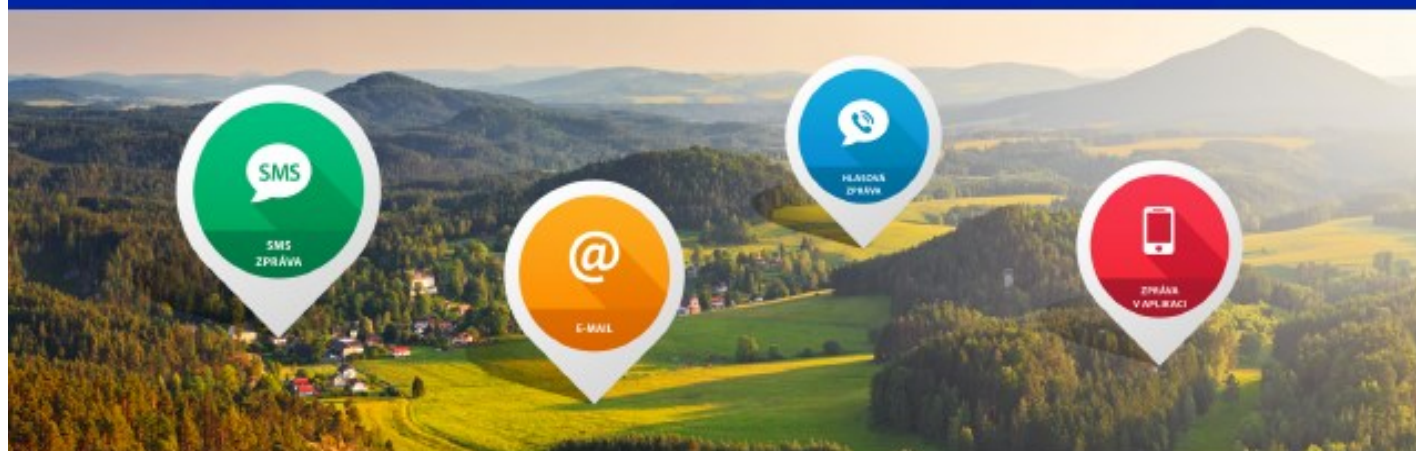 SMS
SMS
ZPRÁVA
@
E-MAIL
HLASOVÁ
ZPRÁVA
ZPRÁVA
V APLIKACI